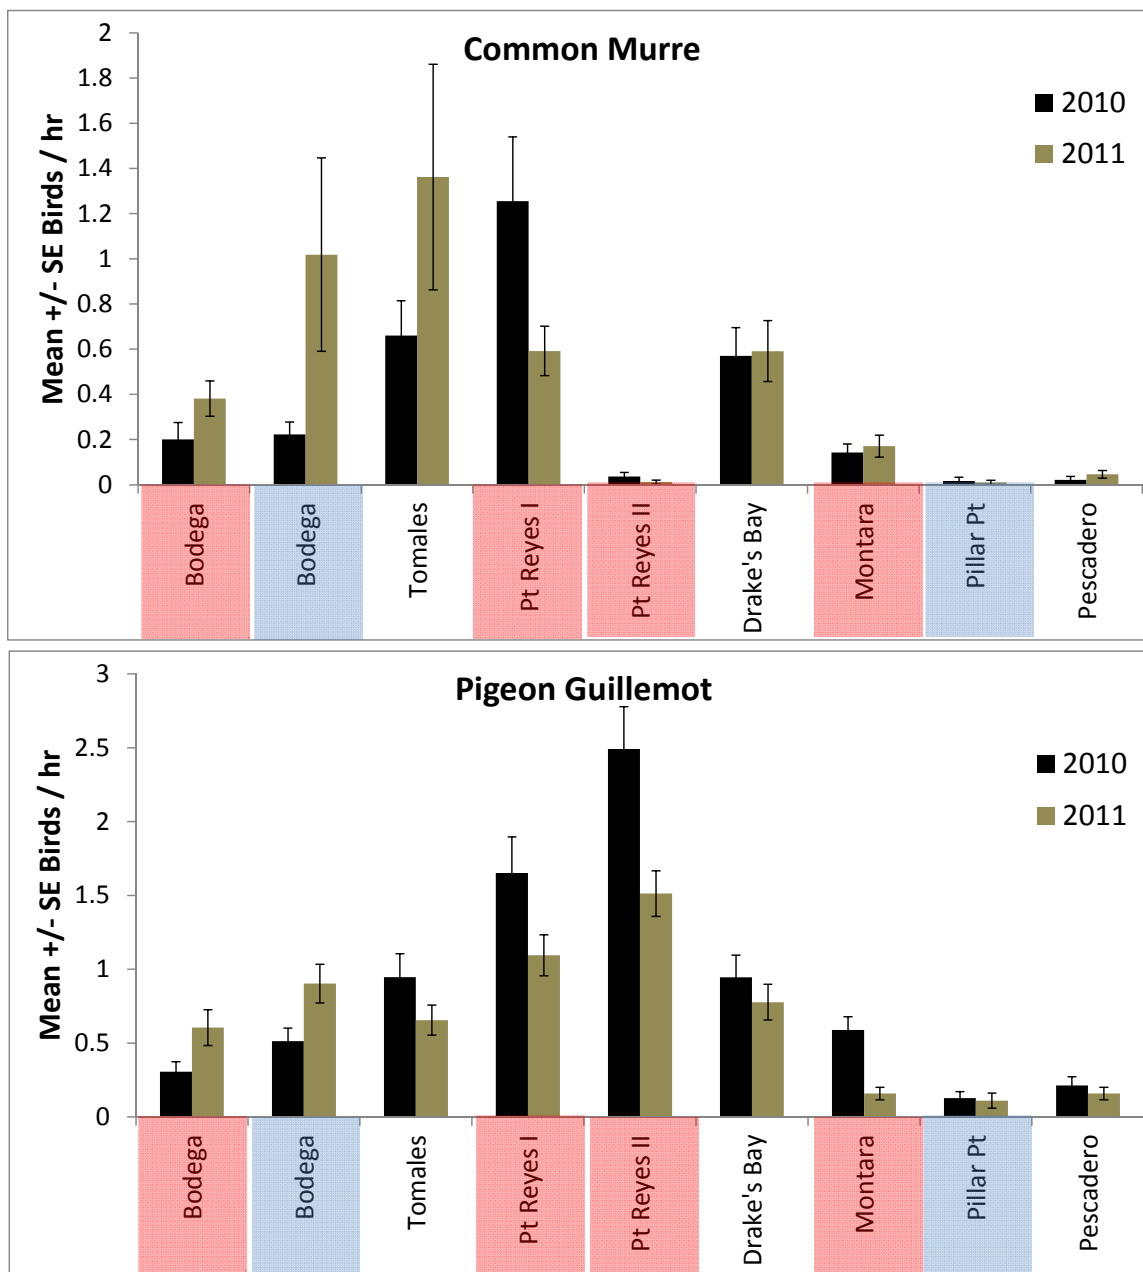 Common Murre
Mean +/- SE Birds / hr
2
1.8
1.6
1.4
1.2
1
0.8
0.6
0.4
0.2
0
2010
2011
Bodega
Bodega
Tomales
Pt Reyes I
Pt Reyes II
Drake's Bay
Montara
Pillar Pt
Pescadero
Pigeon Guillemot
Mean +/- SE Birds / hr
3
2.5
2
1.5
1
0.5
0
2010
2011
Bodega
Bodega
Tomales
Pt Reyes I
Pt Reyes II
Drake's Bay
Montara
Pillar Pt
Pescadero